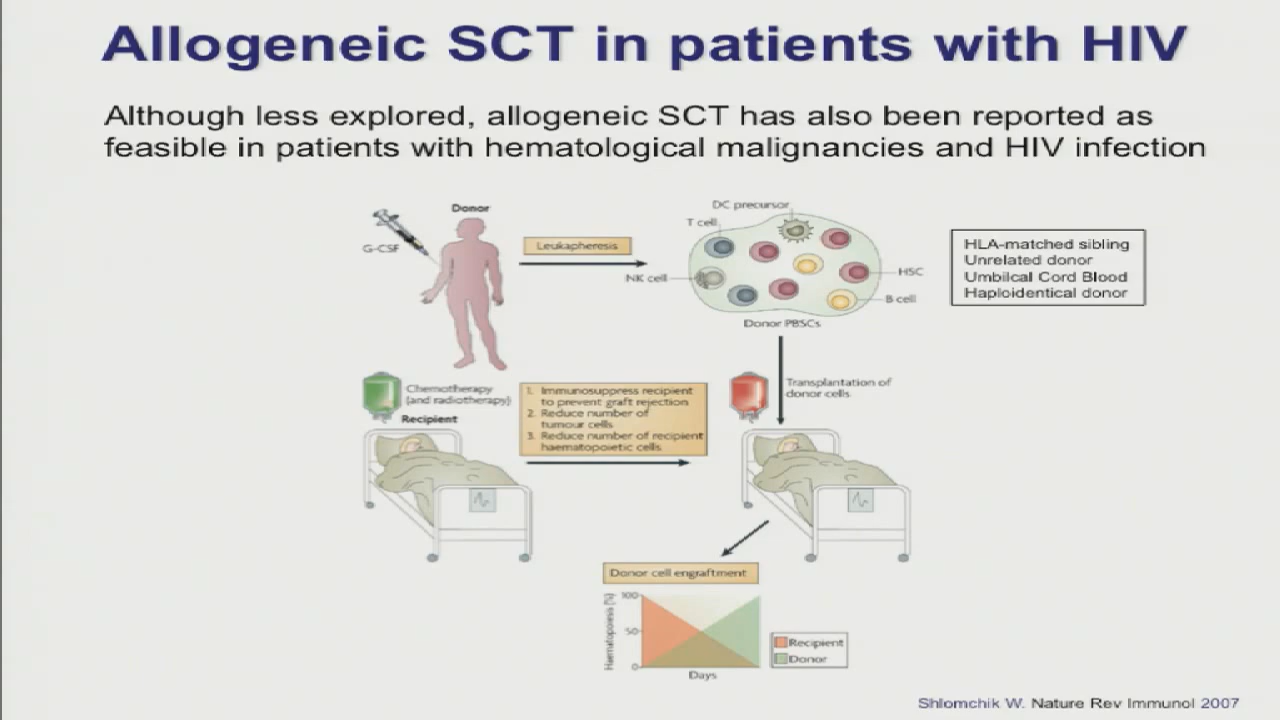 Allogeneic SCT in patients with HIV
Although less explored, allogeneic SCT has also been reported as
feasible in patients with hematological malignancies and HIV infection
Donor
G-CSF
Leukapheresis
DC precursor
T cell
NK cell
HSC
B cell
Donor PBSCs
HLA-matched sibling
Unrelated donor
Umbilcal Cord Blood
Haploidentical donor
Chemotherapy
(and radiotherapy)
Recipient
1. Immunosuppress recipient
to prevent graft rejection
2. Reduce number of
tumour cells
3. Reduce number of recipient
haematopoietic cells
Transplantation of
donor cells
Donor cell engraftment
Haematopoiesis (%)
100
50
0
Days
Recipient
Donor
Shlomchik W. Nature Rev Immunol 2007